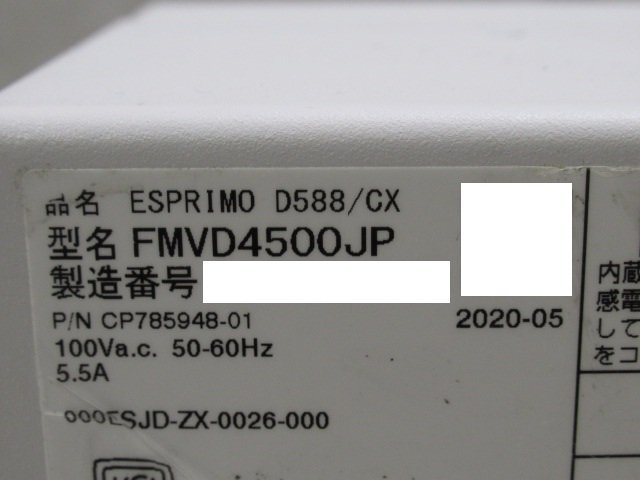 品名 ESPRIMO D588/CX
型名 FMVD4500JP
製造番号
P/N CP785948-01
2020-05
100Va.c. 50-60Hz
5.5A
000ESJD-ZX-0026-000
内蔵
感電
して
をコ